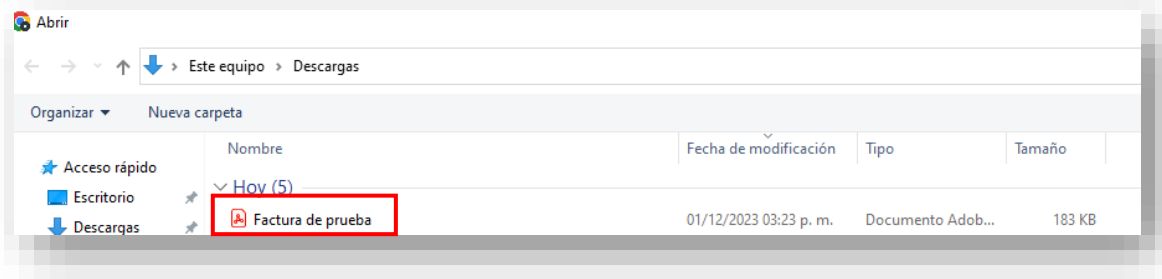 Abrir
Este equipo > Descargas
Organizar Nueva carpeta
Nombre Fecha de modificación Tipo Tamaño
Acceso rápido
Hoy (5)
Escritorio
Factura de prueba 01/12/2023 03:23 p. m. Documento Adob... 183 KB
Descargas